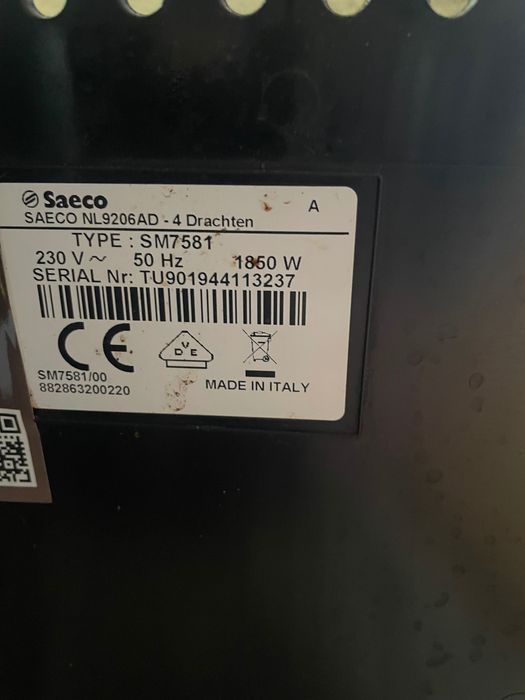 Saeco
A
SAECO NL9206AD - 4 Drachten
TYPE : SM7581
230 V ~ 50 Hz 1850 W
SERIAL Nr: TU901944113237
CE
VDE
SM7581/00
882863200220
MADE IN ITALY